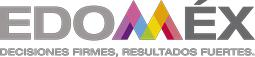 EDOMÉX
DECISIONES FIRMES, RESULTADOS FUERTES.